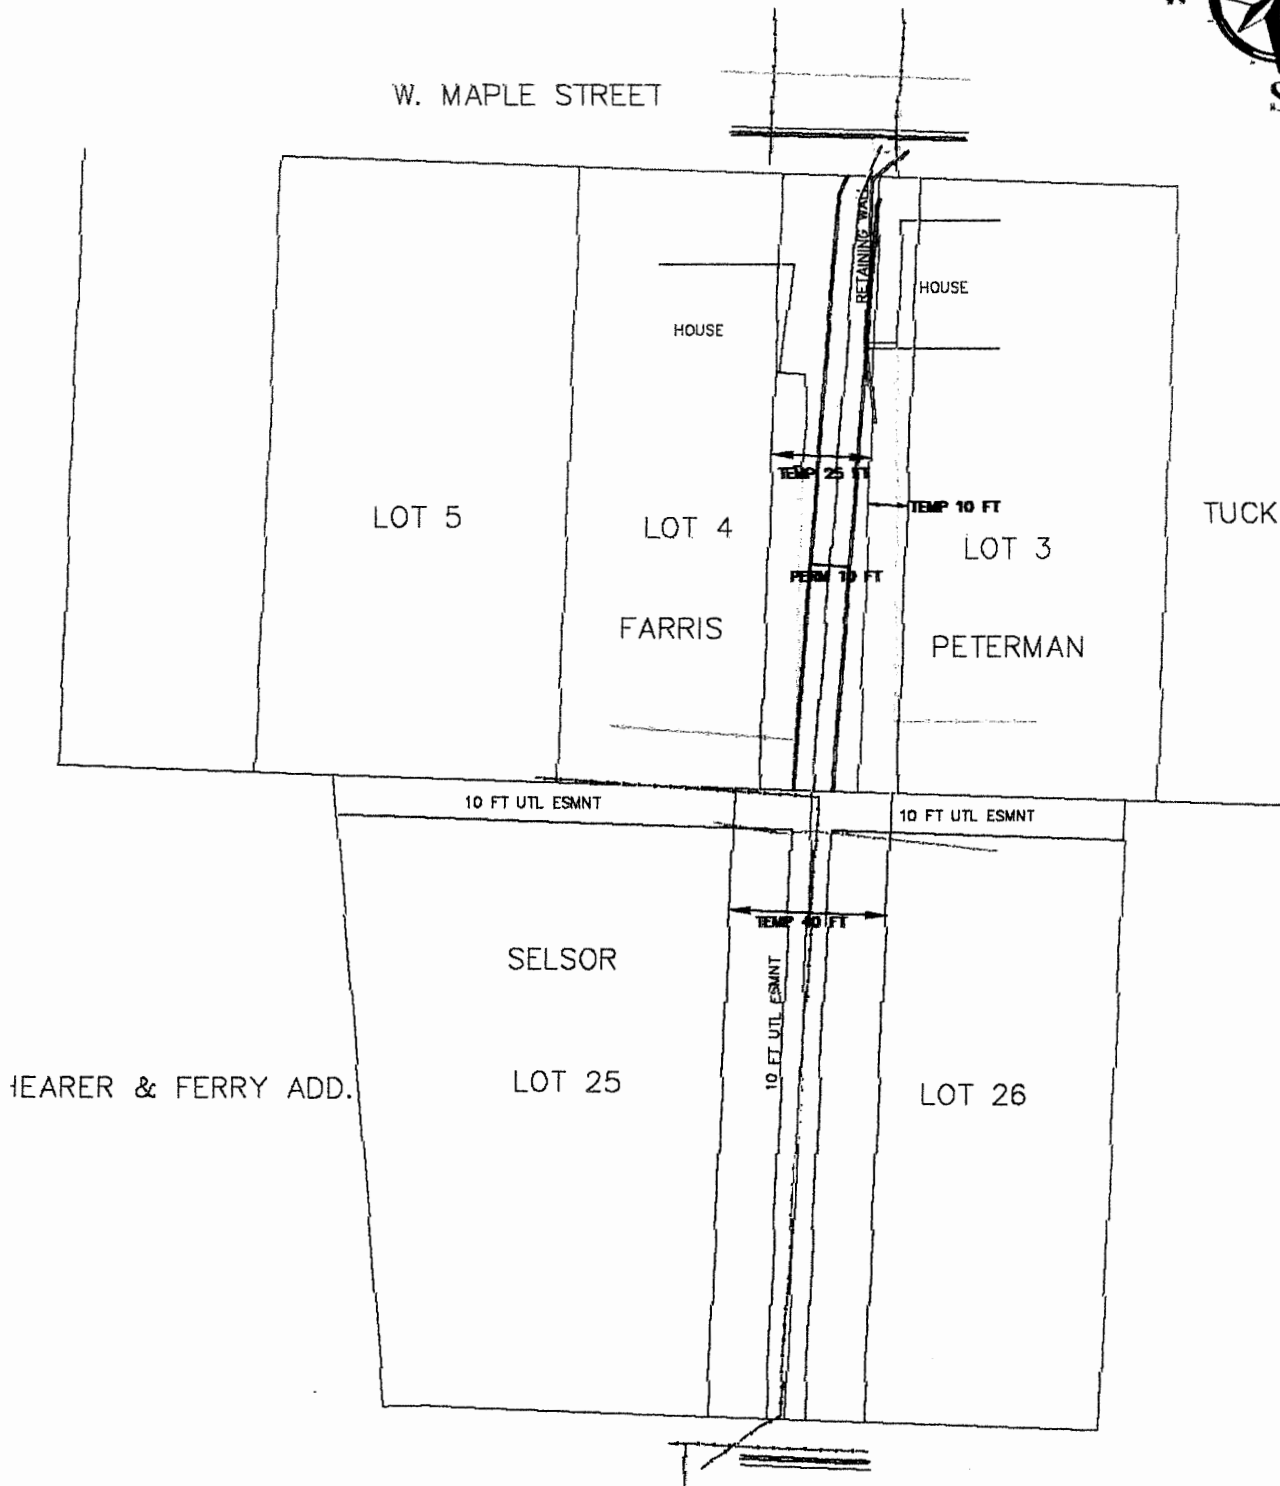 W
S
W. MAPLE STREET
RETAINING WALL
HOUSE
HOUSE
TEMP 25 FT
TEMP 10 FT
LOT 5
LOT 4
LOT 3
TUCK
PERM 10 FT
FARRIS
PETERMAN
10 FT UTL ESMNT
10 FT UTL ESMNT
TEMP 40 FT
SELSOR
10 FT UTL ESMNT
HEARER & FERRY ADD.
LOT 25
LOT 26